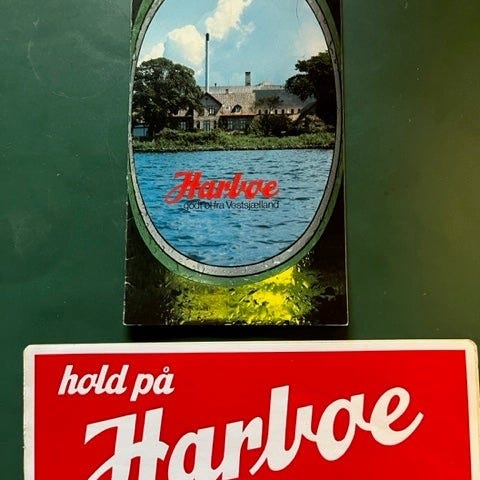 Harboe
godt øl fra Vestsjælland
hold på
Harboe